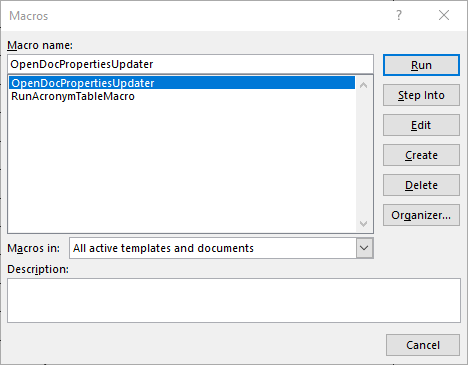 Macros
?
Macro name:
OpenDocPropertiesUpdater
Run
OpenDocPropertiesUpdater
RunAcronymTableMacro
Step Into
Edit
Create
Delete
Organizer...
Macros in:
All active templates and documents
Description:
Cancel